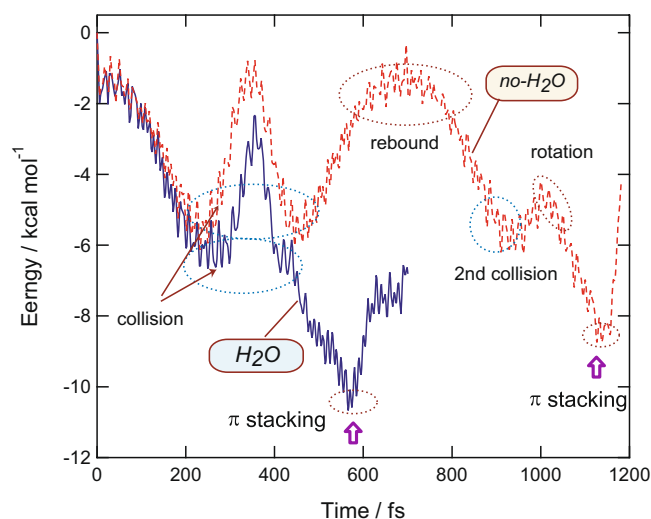 0
-2
-4
-6
-8
-10
-12
Eerngy / kcal mol⁻¹
0
200
400
600
800
1000
1200
Time / fs
no-H₂O
rebound
rotation
2nd collision
collision
H₂O
π stacking
π stacking